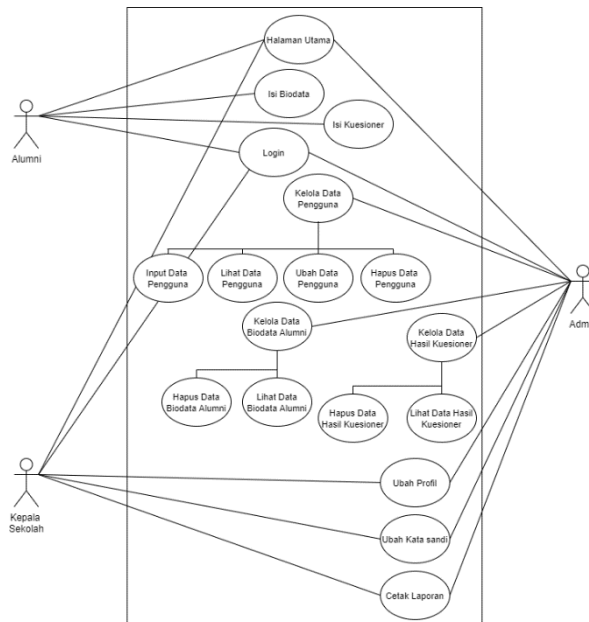 Halaman Utama
Isi Biodata
Isi Kuesioner
Alumni
Login
Kelola Data
Pengguna
Input Data
Pengguna
Lihat Data
Pengguna
Ubah Data
Pengguna
Hapus Data
Pengguna
Adm
Kelola Data
Biodata Alumni
Kelola Data
Hasil Kuesioner
Hapus Data
Biodata Alumni
Lihat Data
Biodata Alumni
Hapus Data
Hasil Kuesioner
Lihat Data Hasil
Kuesioner
Ubah Profil
Kepala
Sekolah
Ubah Kata sandi
Cetak Laporan